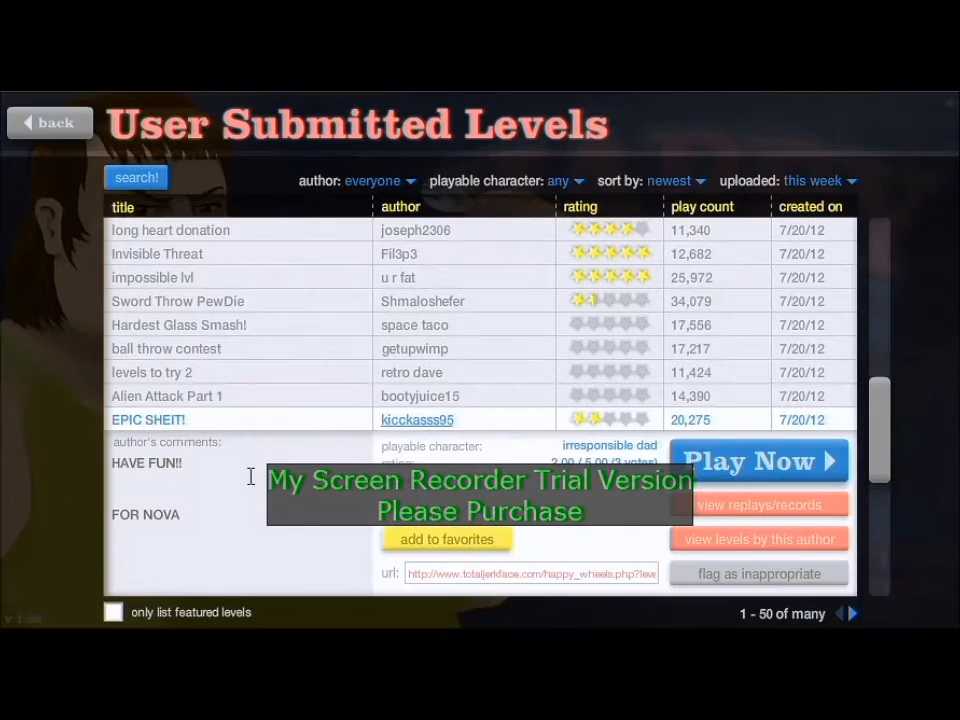 back
User Submitted Levels
search!
author: everyone playable character: any sort by: newest uploaded: this week
title author rating play count created on
long heart donation joseph2306 11,340 7/20/12
Invisible Threat Fil3p3 12,682 7/20/12
impossible lvl u r fat 25,972 7/20/12
Sword Throw PewDie Shmaloshefer 34,079 7/20/12
Hardest Glass Smash! space taco 17,556 7/20/12
ball throw contest getupwimp 17,217 7/20/12
levels to try 2 retro dave 11,424 7/20/12
Alien Attack Part 1 bootyjuice15 14,390 7/20/12
EPIC SHEIT! kicckasss95 20,275 7/20/12
author's comments: playable character: irresponsible dad
HAVE FUN!! 2.00 / 5.00 (3 votes) Play Now
My Screen Recorder Trial Version
Please Purchase
view replays/records
FOR NOVA
add to favorites view levels by this author
url: http://www.totaljerkface.com/happy_wheels.php?leve flag as inappropriate
only list featured levels 1 - 50 of many